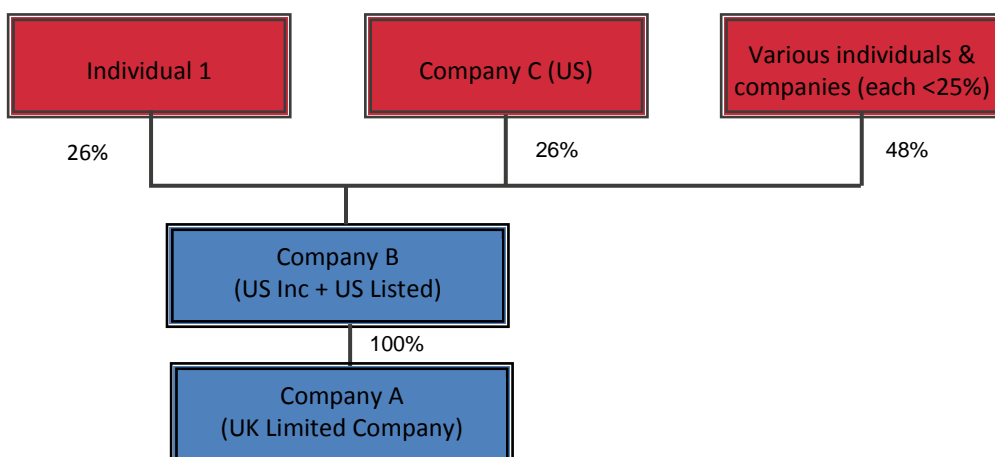 Individual 1
Company C (US)
Various individuals &
companies (each <25%)
26%
26%
48%
Company B
(US Inc + US Listed)
100%
Company A
(UK Limited Company)